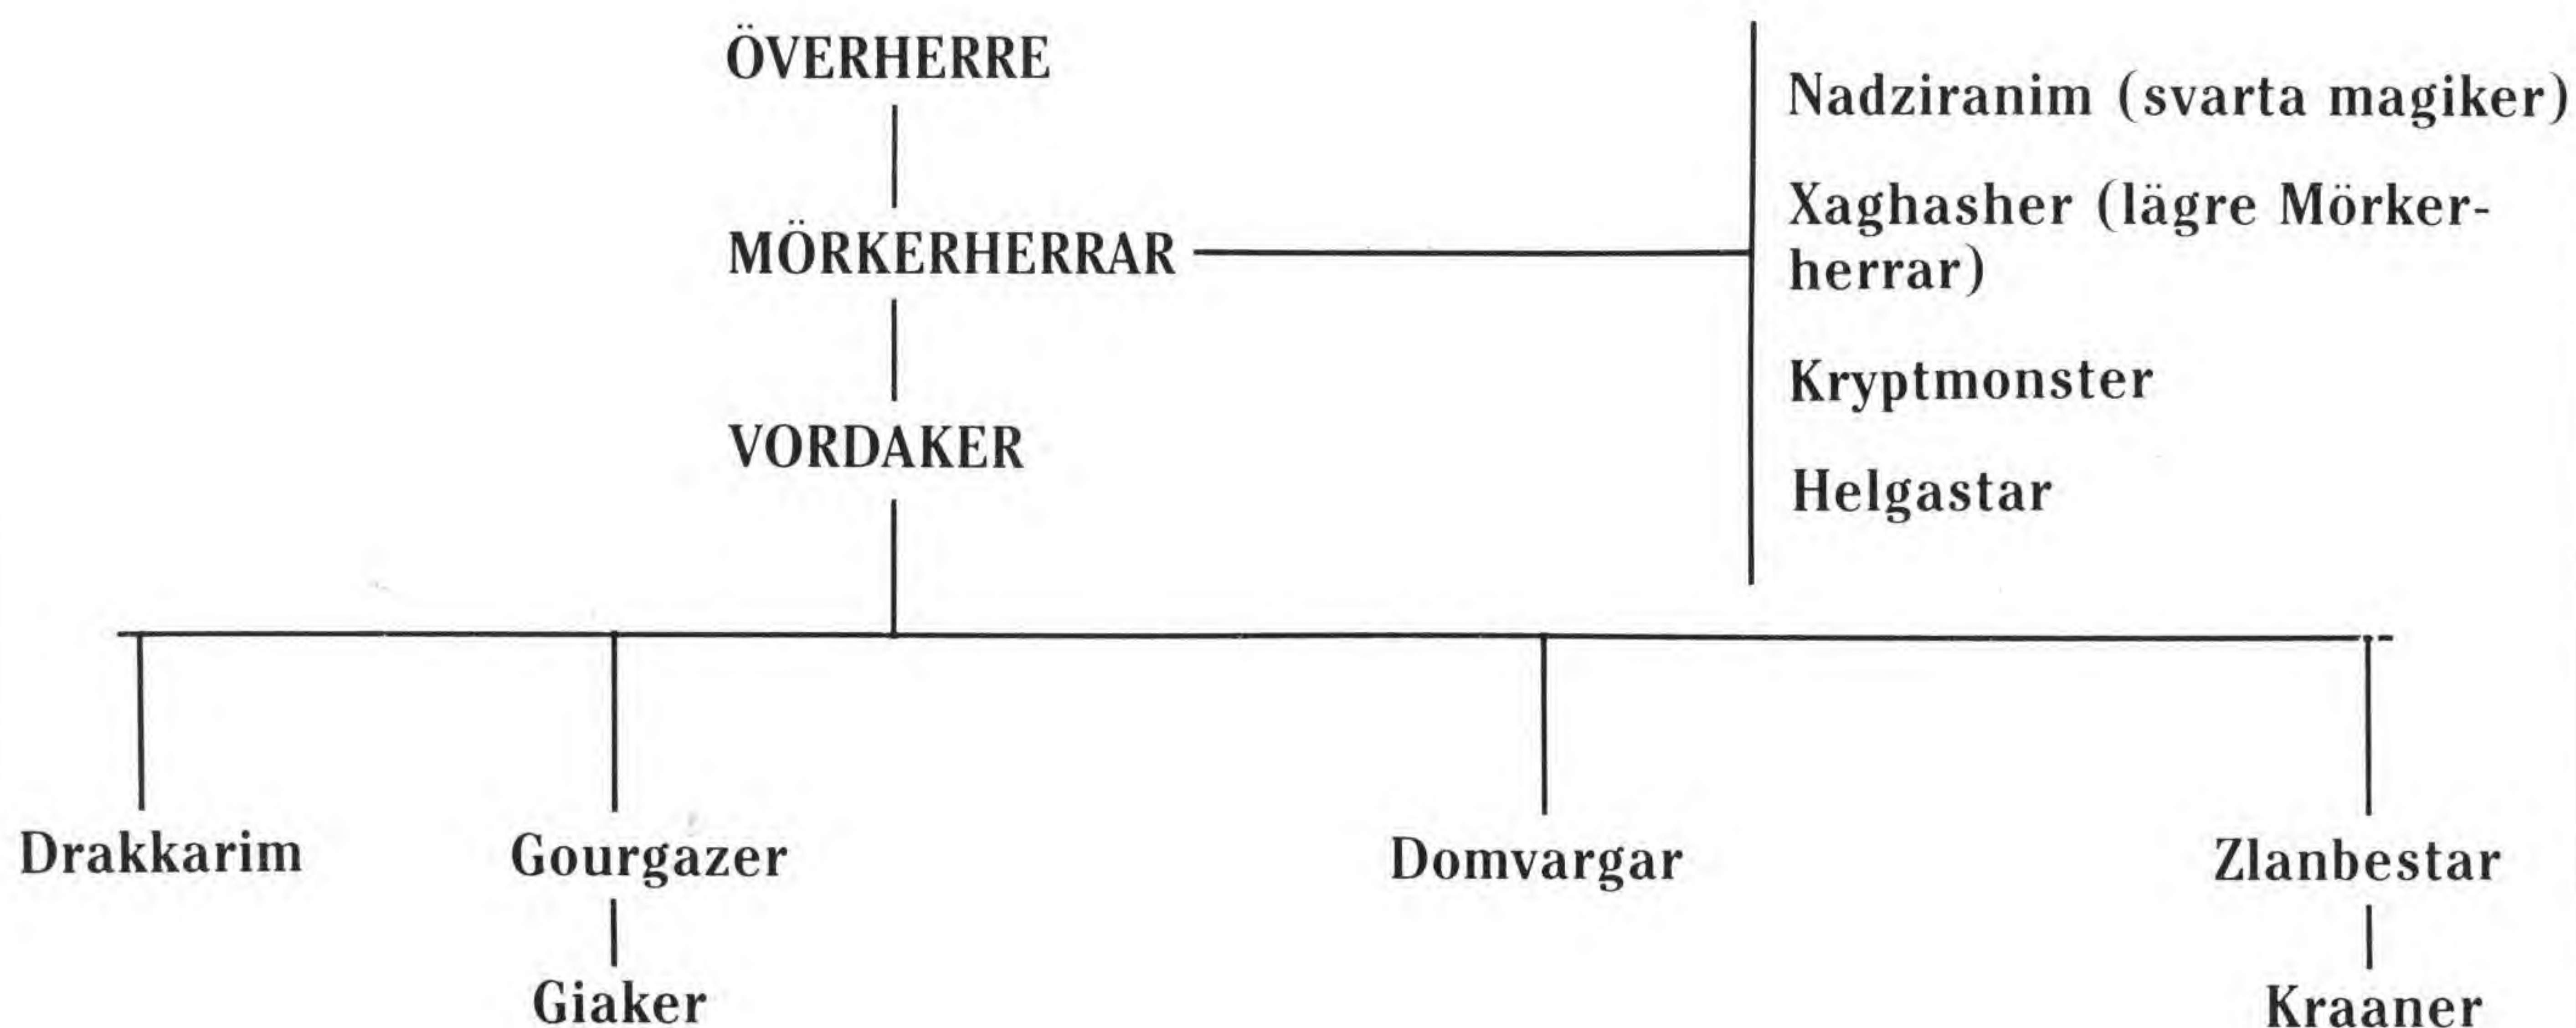 ÖVERHERRE
MÖRKERHERRAR
VORDAKER
Nadziranim (svarta magiker)
Xaghasher (lägre Mörker-
herrar)
Kryptmonster
Helgastar
Drakkarim
Gourgazer
Domvargar
Zlanbestar
Giaker
Kraaner